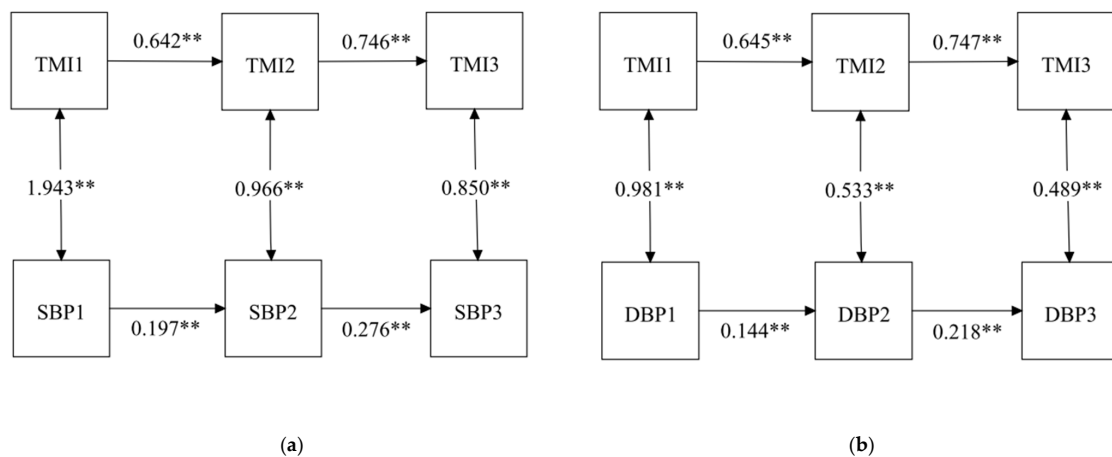 0.642**
0.746**
TMI1
TMI2
TMI3
1.943**
0.966**
0.850**
SBP1
SBP2
SBP3
0.197**
0.276**
(a)
0.645**
0.747**
TMI1
TMI2
TMI3
0.981**
0.533**
0.489**
DBP1
DBP2
DBP3
0.144**
0.218**
(b)